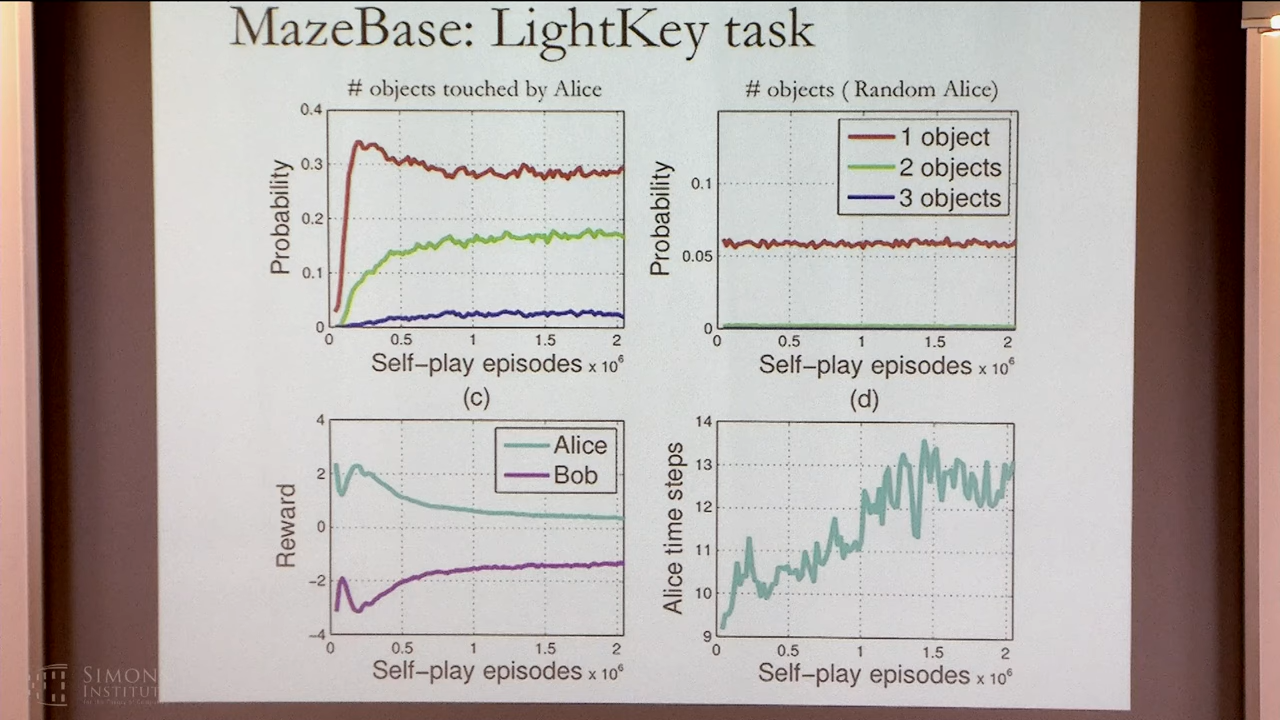 MazeBase: LightKey task
# objects touched by Alice
0.4
0.3
0.2
0.1
0
Probability
0 0.5 1 1.5 2
Self-play episodes x 10⁶
(c)
# objects ( Random Alice)
1 object
2 objects
3 objects
0.1
0.05
0
Probability
0 0.5 1 1.5 2
Self-play episodes x 10⁶
(d)
4
2
0
-2
-4
Reward
Alice
Bob
0 0.5 1 1.5 2
Self-play episodes x 10⁶
14
13
12
11
10
9
Alice time steps
0 0.5 1 1.5 2
Self-play episodes x 10⁶
SIMON
INSTITUT